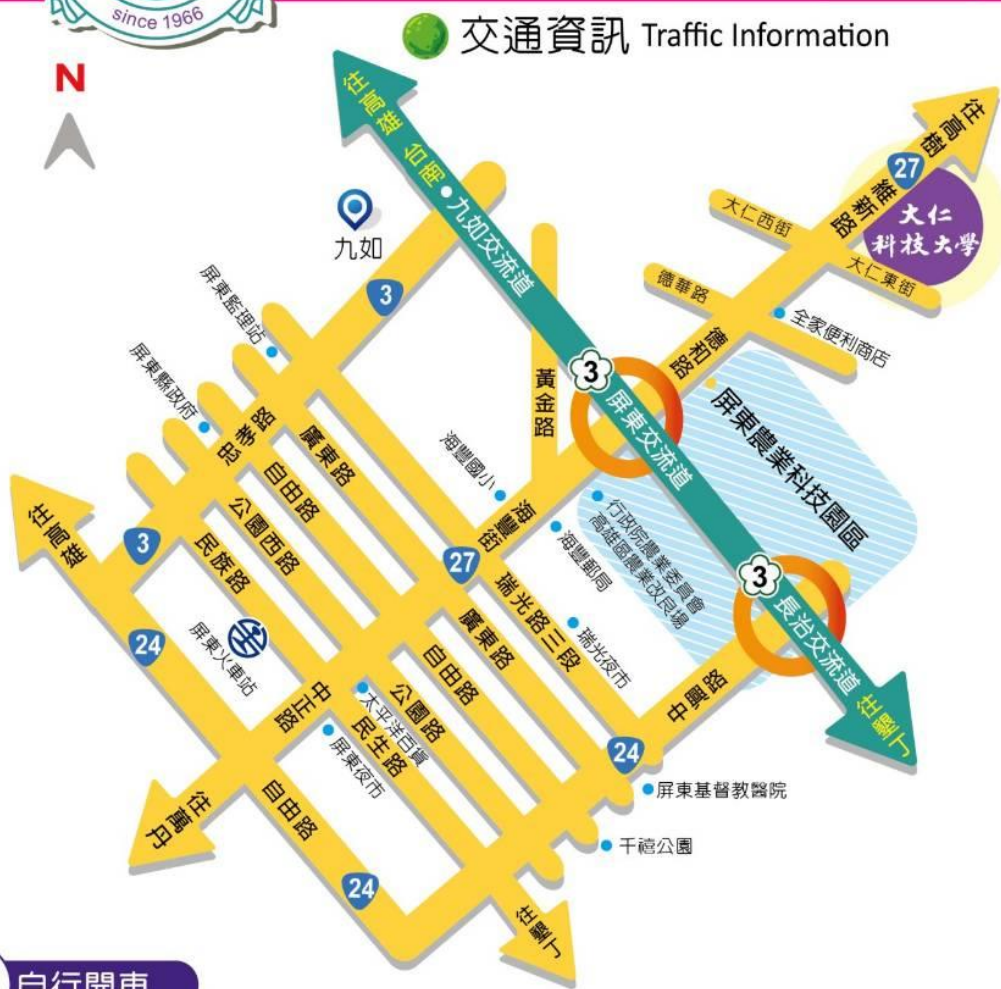 since 1966
交通資訊 Traffic Information
N
往高雄
台南
九如交流道
往高樹
27
維新路
大仁
科技大學
大仁西街
大仁東街
德華路
全家便利商店
德和路
九如
3
屏東監理站
屏東縣政府
忠孝路
黃金路
3
屏東交流道
屏東農業科技園區
廣東路
自由路
公園西路
民族路
海豐國小
海豐街
海豐郵局
行政院農業委員會
高雄區農業改良場
往高雄
3
27
瑞光路三段
瑞光夜市
3
長治交流道
往墾丁
24
屏東火車站
中正路
廣東路
自由路
公園路
太平洋百貨
民生路
屏東夜市
中興路
24
屏東基督教醫院
千禧公園
往萬丹
自由路
24
往墾丁
自行開車